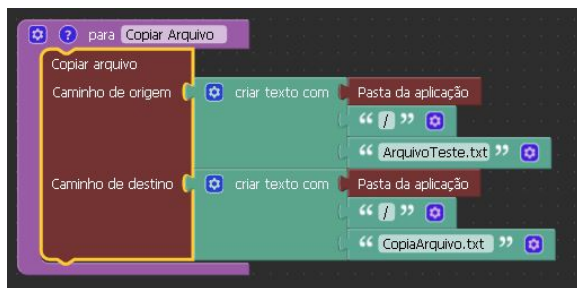 ? para Copiar Arquivo
Copiar arquivo
Caminho de origem criar texto com Pasta da aplicação
“ / ”
“ ArquivoTeste.txt ”
Caminho de destino criar texto com Pasta da aplicação
“ / ”
“ CopiaArquivo.txt ”